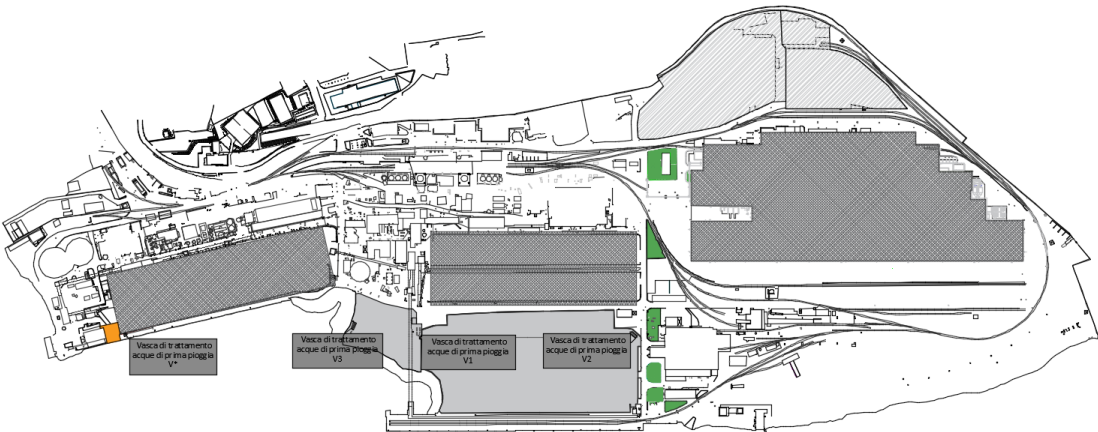 Vasca di trattamento
acque di prima pioggia
V*
Vasca di trattamento
acque di prima pioggia
V3
Vasca di trattamento
acque di prima pioggia
V1
Vasca di trattamento
acque di prima pioggia
V2